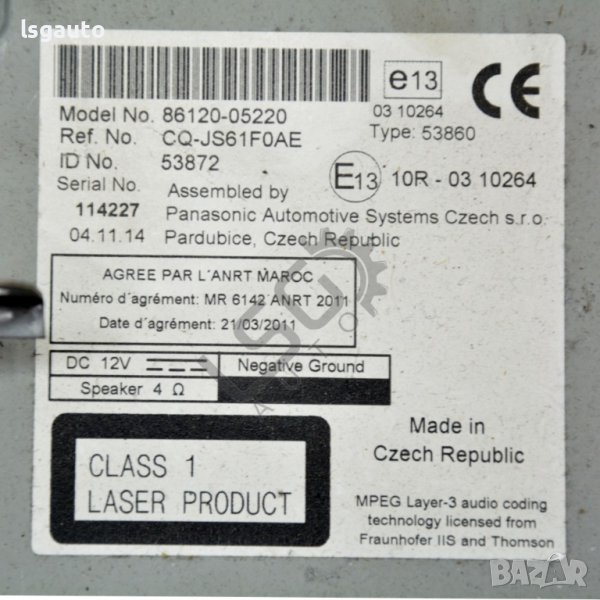 lsgauto
e13
CE
Model No. 86120-05220
03 10264
Ref. No. CQ-JS61F0AE
Type: 53860
ID No. 53872
E13 10R - 03 10264
Serial No.
Assembled by
114227 Panasonic Automotive Systems Czech s.r.o.
04.11.14 Pardubice, Czech Republic
AGREE PAR L´ANRT MAROC
Numéro d´agrément: MR 6142 ANRT 2011
Date d´agrément: 21/03/2011
LSG
AUTO
DC 12V Negative Ground
Speaker 4 Ω
Made in
Czech Republic
CLASS 1
LASER PRODUCT
MPEG Layer-3 audio coding
technology licensed from
Fraunhofer IIS and Thomson
BAZAR